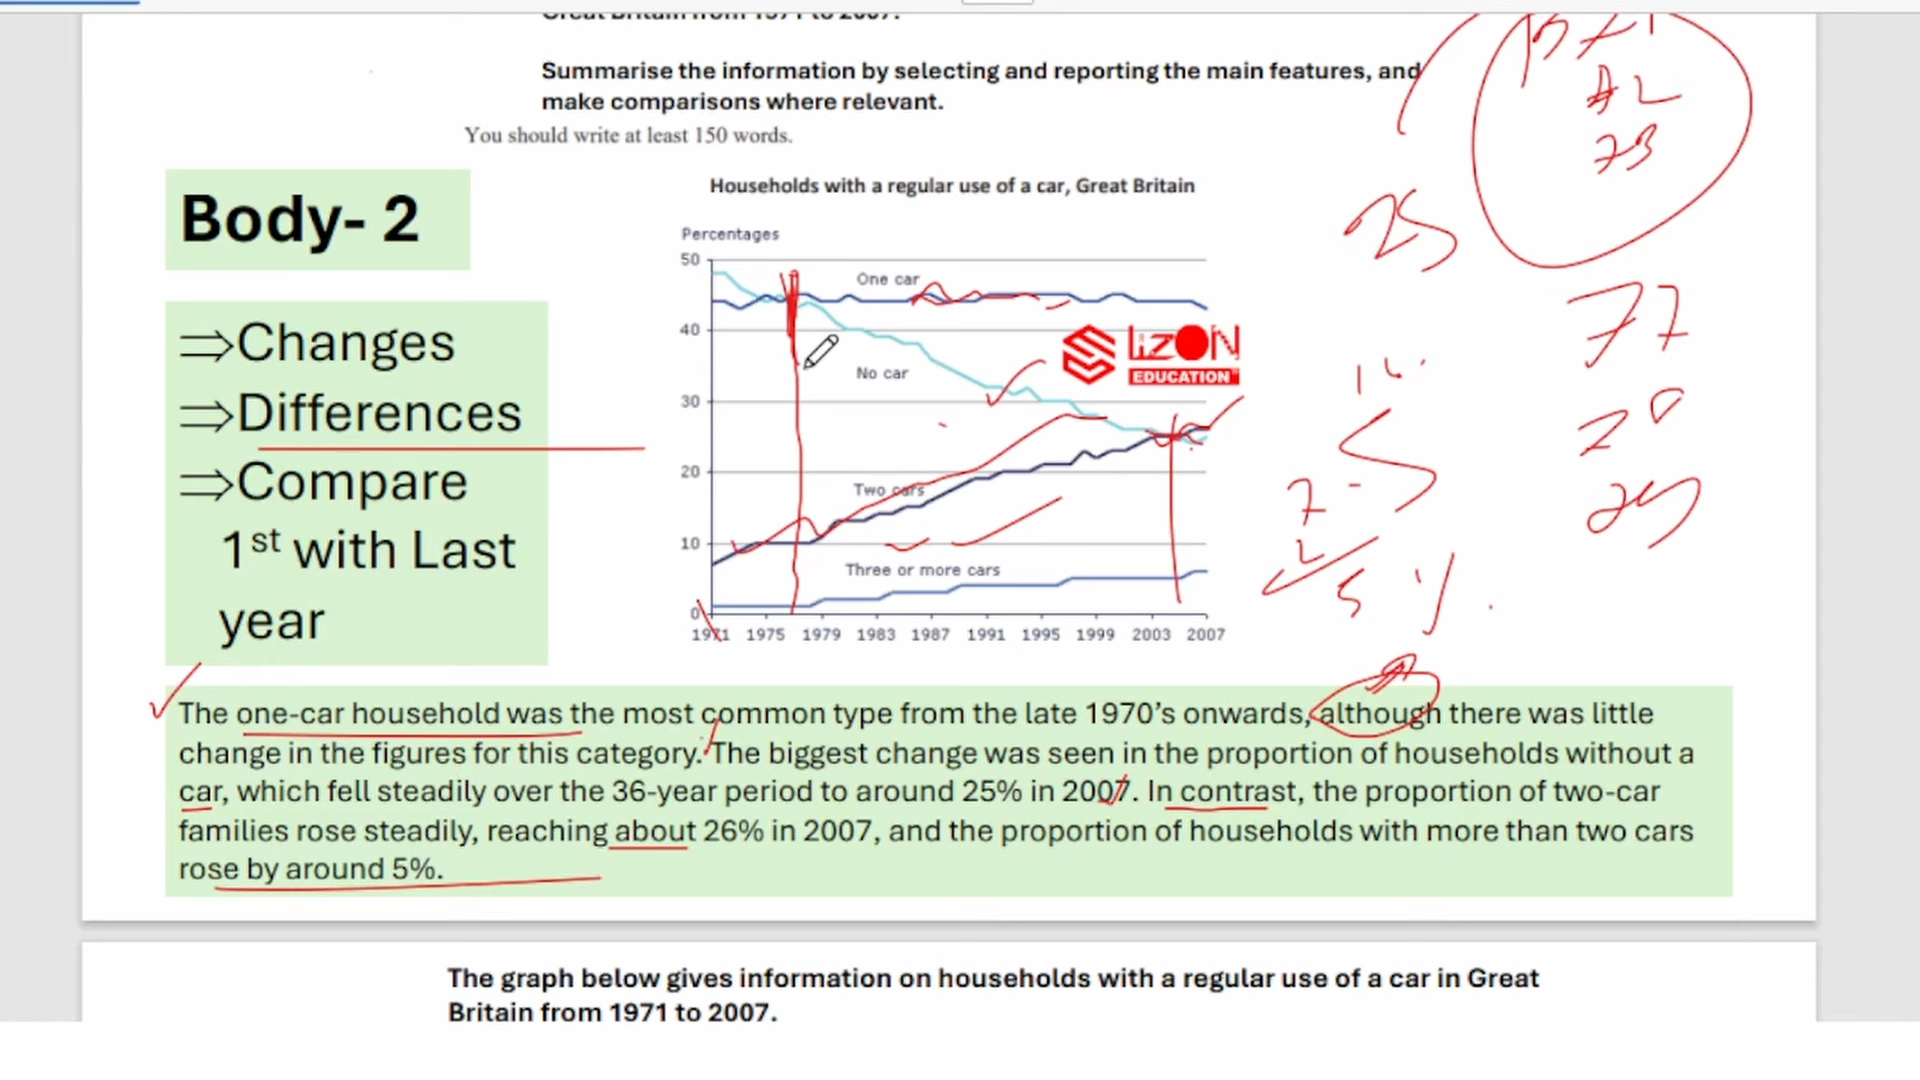 Great Britain from 1971 to 2007.
Summarise the information by selecting and reporting the main features, and
make comparisons where relevant.
You should write at least 150 words.
Body- 2
⇒Changes
⇒Differences
⇒Compare
1st with Last
year
Households with a regular use of a car, Great Britain
Percentages
50
40
30
20
10
0
One car
No car
Two cars
Three or more cars
1971 1975 1979 1983 1987 1991 1995 1999 2003 2007
LizON
EDUCATION
25
77
5 %
The one-car household was the most common type from the late 1970’s onwards, although there was little
change in the figures for this category. The biggest change was seen in the proportion of households without a
car, which fell steadily over the 36-year period to around 25% in 2007. In contrast, the proportion of two-car
families rose steadily, reaching about 26% in 2007, and the proportion of households with more than two cars
rose by around 5%.
The graph below gives information on households with a regular use of a car in Great
Britain from 1971 to 2007.